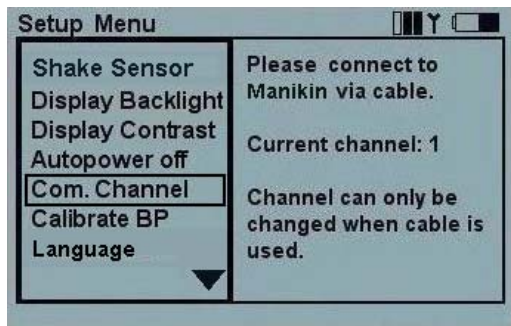 Setup Menu
Shake Sensor
Display Backlight
Display Contrast
Autopower off
Com. Channel
Calibrate BP
Language
Please connect to
Manikin via cable.
Current channel: 1
Channel can only be
changed when cable is
used.